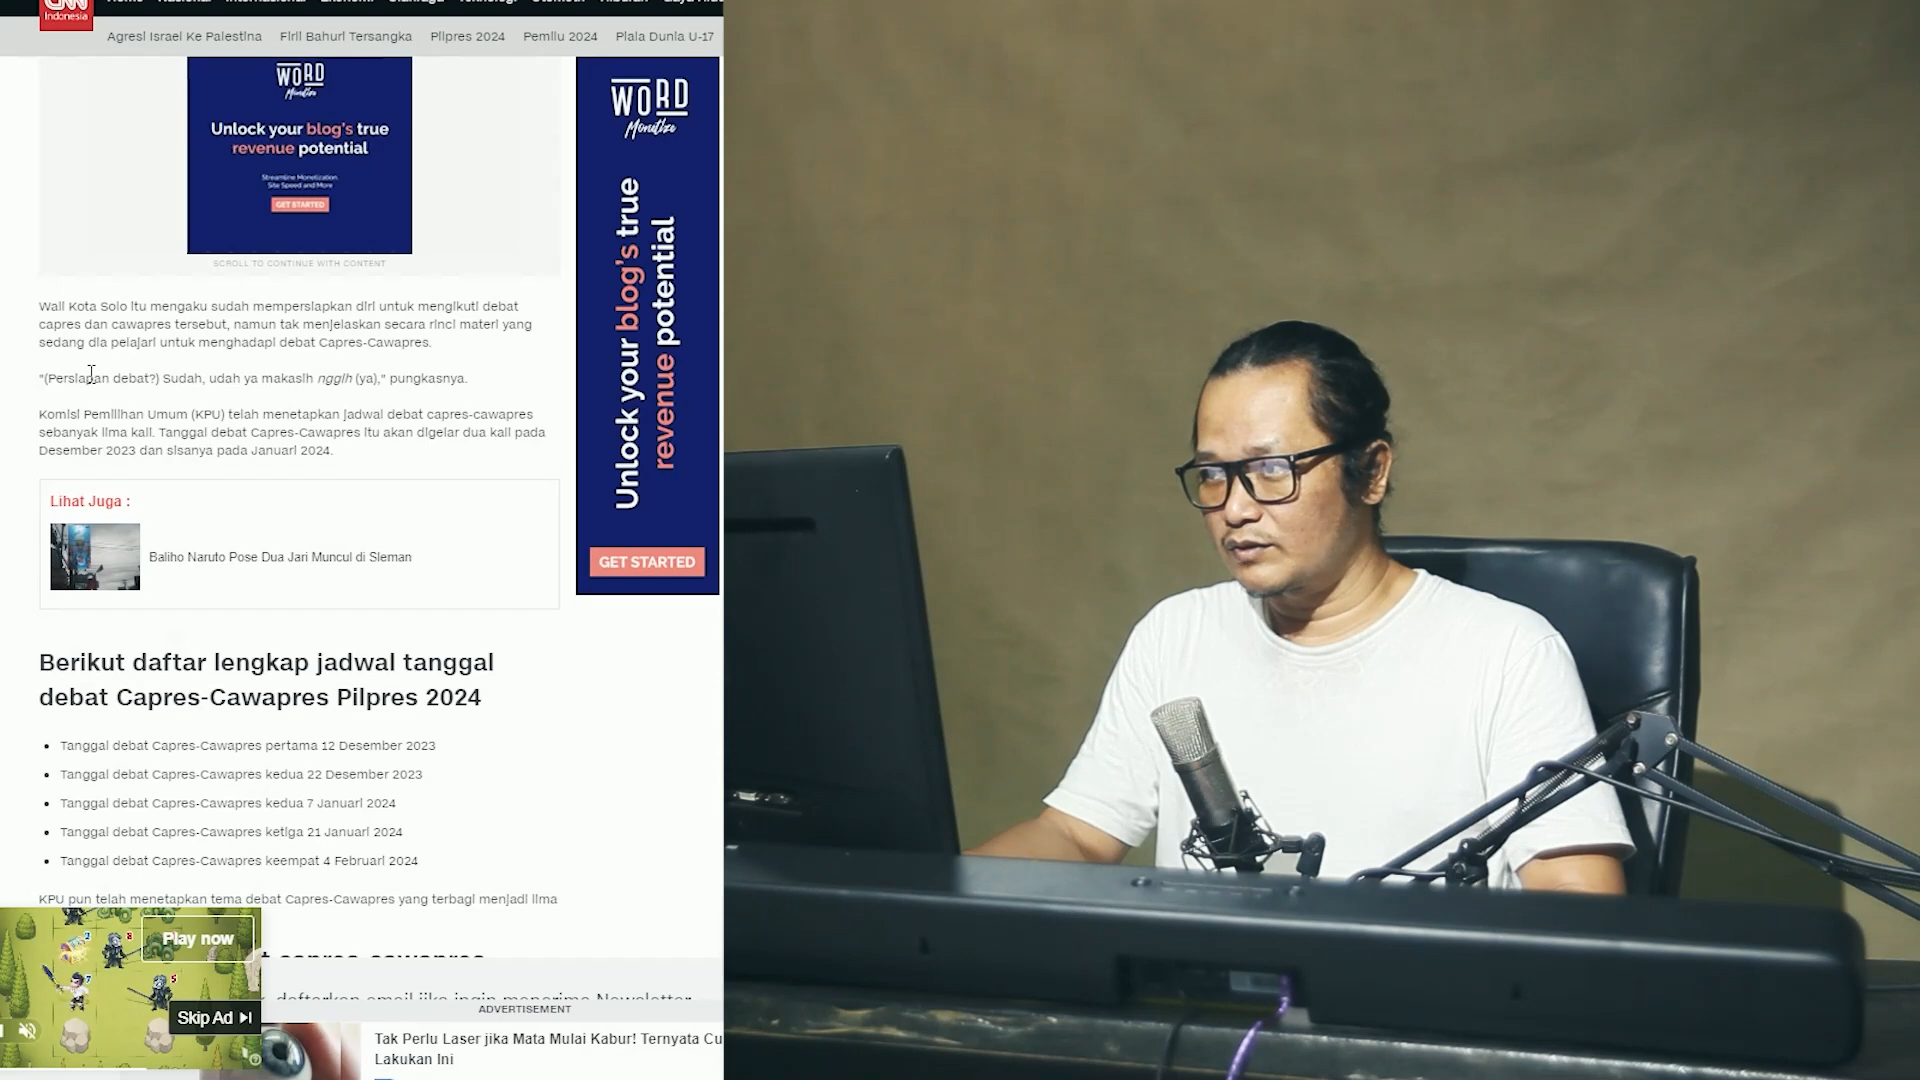 CNN
Indonesia
Agresi Israel Ke Palestina
Firli Bahuri Tersangka
Pilpres 2024
Pemilu 2024
Piala Dunia U-17
WORD
Monetize
Unlock your blog's true
revenue potential
Streamline Monetization
Site Speed and More
GET STARTED
SCROLL TO CONTINUE WITH CONTENT
WORD
Monetize
Unlock your blog's true
revenue potential
GET STARTED
Wali Kota Solo itu mengaku sudah mempersiapkan diri untuk mengikuti debat
capres dan cawapres tersebut, namun tak menjelaskan secara rinci materi yang
sedang dia pelajari untuk menghadapi debat Capres-Cawapres.
"(Persiapan debat?) Sudah, udah ya makasih nggih (ya)," pungkasnya.
Komisi Pemilihan Umum (KPU) telah menetapkan jadwal debat capres-cawapres
sebanyak lima kali. Tanggal debat Capres-Cawapres itu akan digelar dua kali pada
Desember 2023 dan sisanya pada Januari 2024.
Lihat Juga :
Baliho Naruto Pose Dua Jari Muncul di Sleman
Berikut daftar lengkap jadwal tanggal
debat Capres-Cawapres Pilpres 2024
Tanggal debat Capres-Cawapres pertama 12 Desember 2023
Tanggal debat Capres-Cawapres kedua 22 Desember 2023
Tanggal debat Capres-Cawapres kedua 7 Januari 2024
Tanggal debat Capres-Cawapres ketiga 21 Januari 2024
Tanggal debat Capres-Cawapres keempat 4 Februari 2024
KPU pun telah menetapkan tema debat Capres-Cawapres yang terbagi menjadi lima
Play now
Skip Ad
ADVERTISEMENT
Tak Perlu Laser jika Mata Mulai Kabur! Ternyata Cu
Lakukan Ini